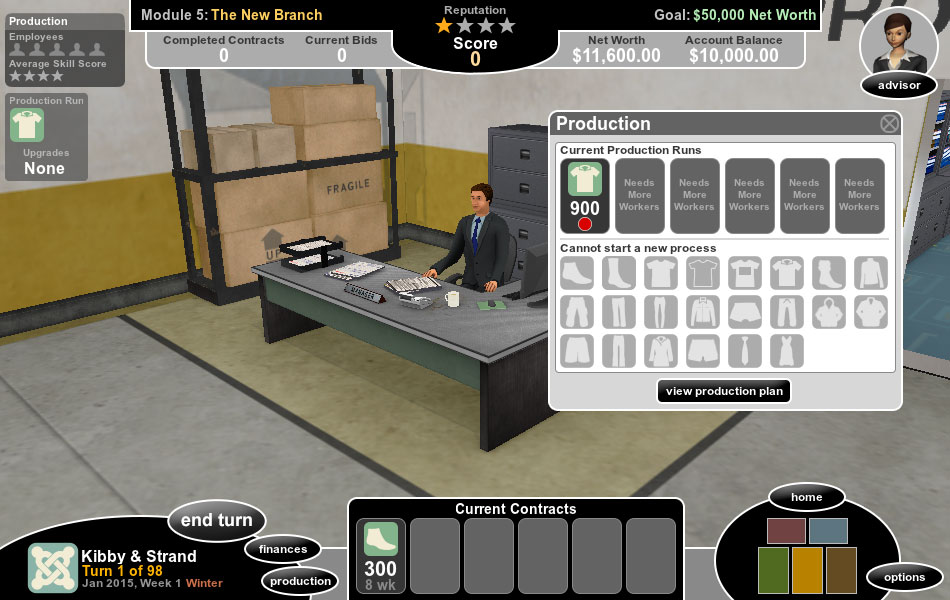 Module 5: The New Branch
Reputation
Goal: $50,000 Net Worth
Completed Contracts
0
Current Bids
0
Score
0
Net Worth
$11,600.00
Account Balance
$10,000.00
advisor
Production
Employees
Average Skill Score
Production Run
Upgrades
None
FRAGILE
UP
MANAGER
Production
Current Production Runs
900
Needs
More
Workers
Needs
More
Workers
Needs
More
Workers
Needs
More
Workers
Needs
More
Workers
Cannot start a new process
view production plan
end turn
finances
production
Kibby & Strand
Turn 1 of 98
Jan 2015, Week 1 Winter
Current Contracts
300
8 wk
home
options